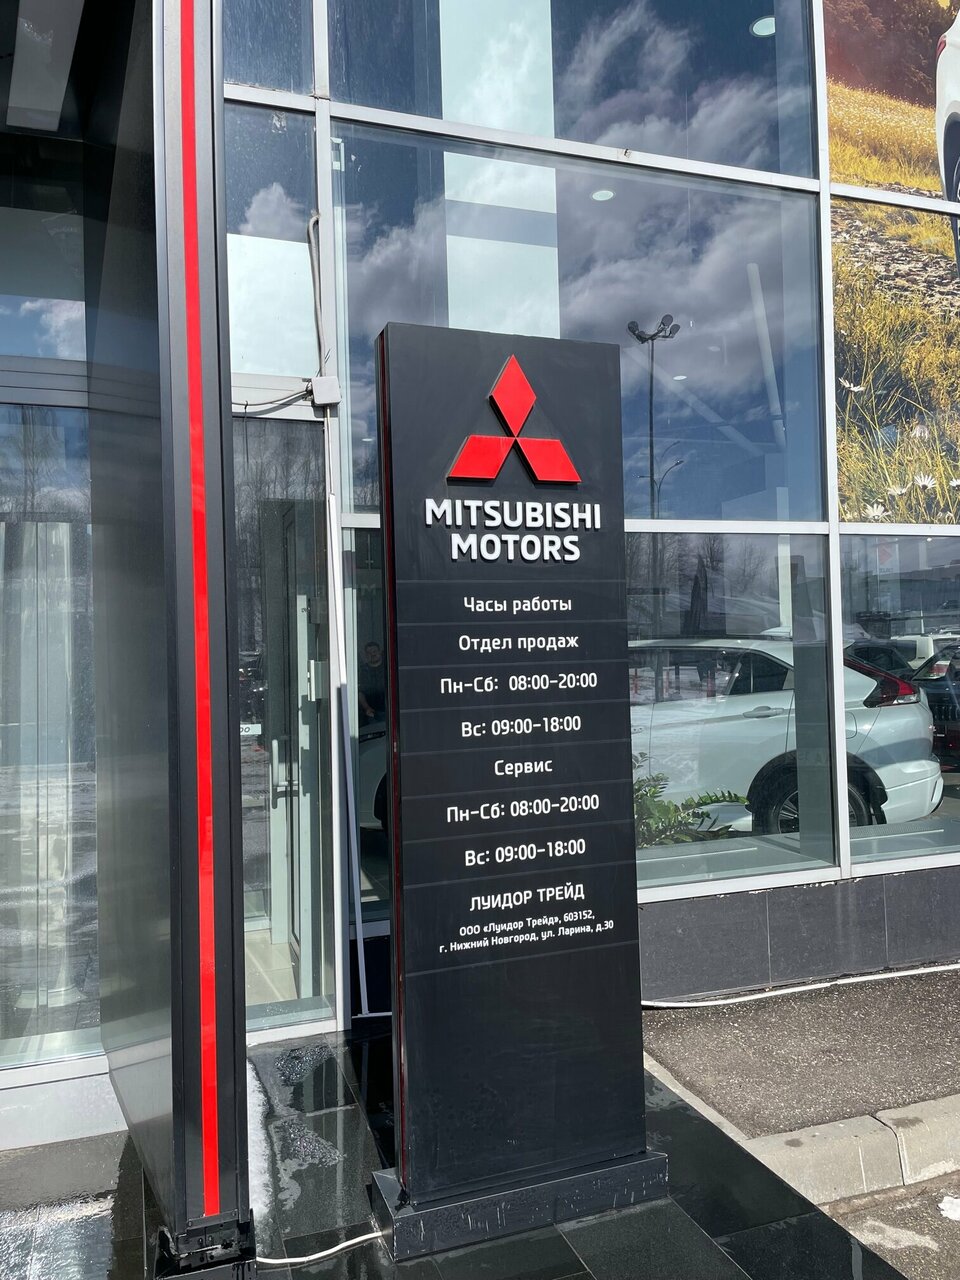 MITSUBISHI
MOTORS
Часы работы
Отдел продаж
Пн-Сб: 08:00-20:00
Вс: 09:00-18:00
Сервис
Пн-Сб: 08:00-20:00
Вс: 09:00-18:00
ЛУИДОР ТРЕЙД
ООО «Луидор Трейд», 603152,
г. Нижний Новгород, ул. Ларина, д.30